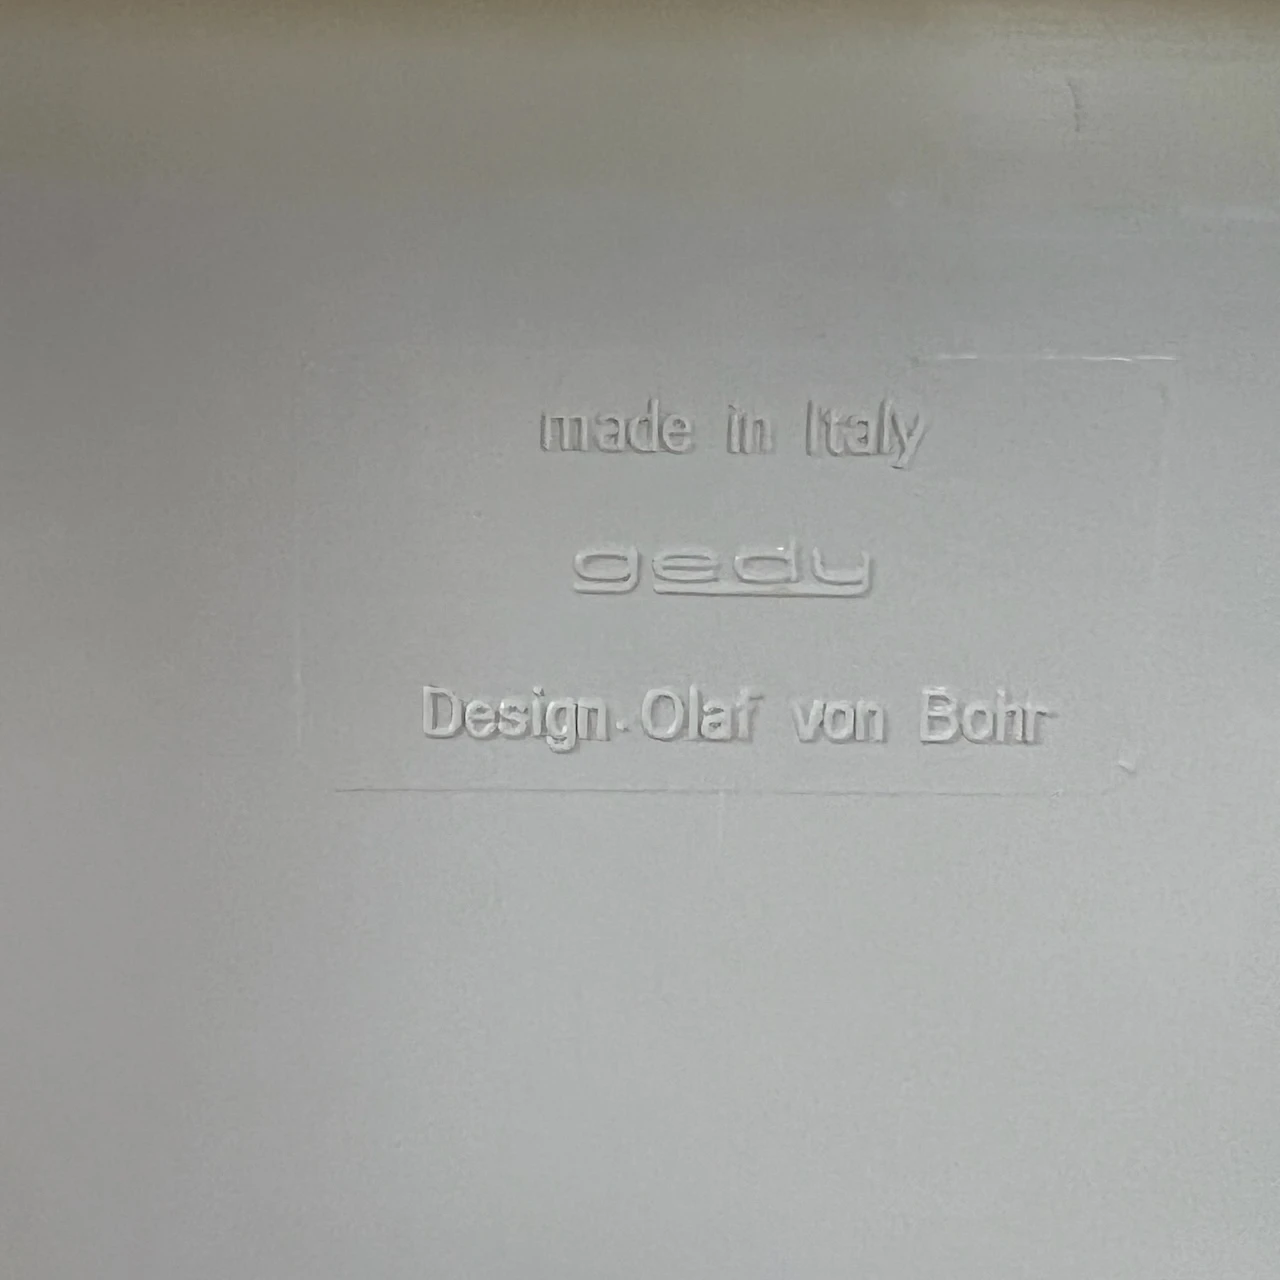 made in Italy
gedy
Design. Olaf von Bohr